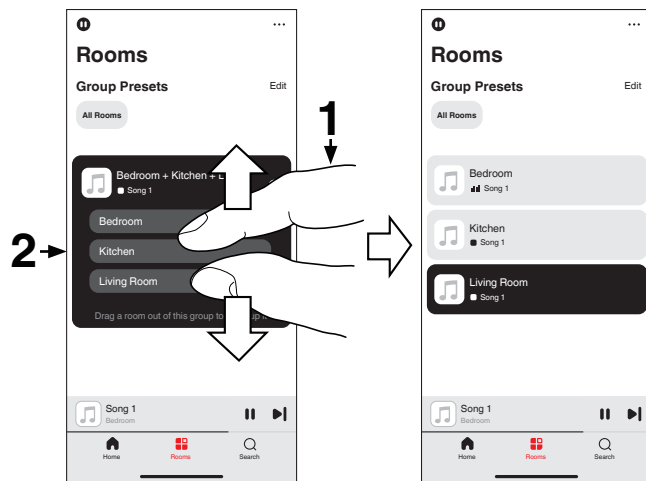 Rooms
Group Presets
Edit
All Rooms
1
Bedroom + Kitchen +
Song 1
Bedroom
2
Kitchen
Living Room
Drag a room out of this group to
Song 1
Bedroom
Home
Rooms
Search
Rooms
Group Presets
Edit
All Rooms
Bedroom
Song 1
Kitchen
Song 1
Living Room
Song 1
Song 1
Bedroom
Home
Rooms
Search